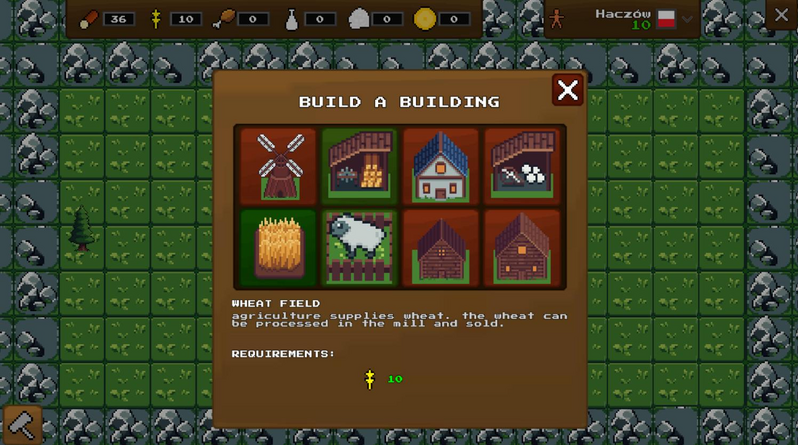 36 10 0 0 0 0 Haczów
10
BUILD A BUILDING
WHEAT FIELD
agriculture supplies wheat. the wheat can
be processed in the mill and sold.
REQUIREMENTS:
10